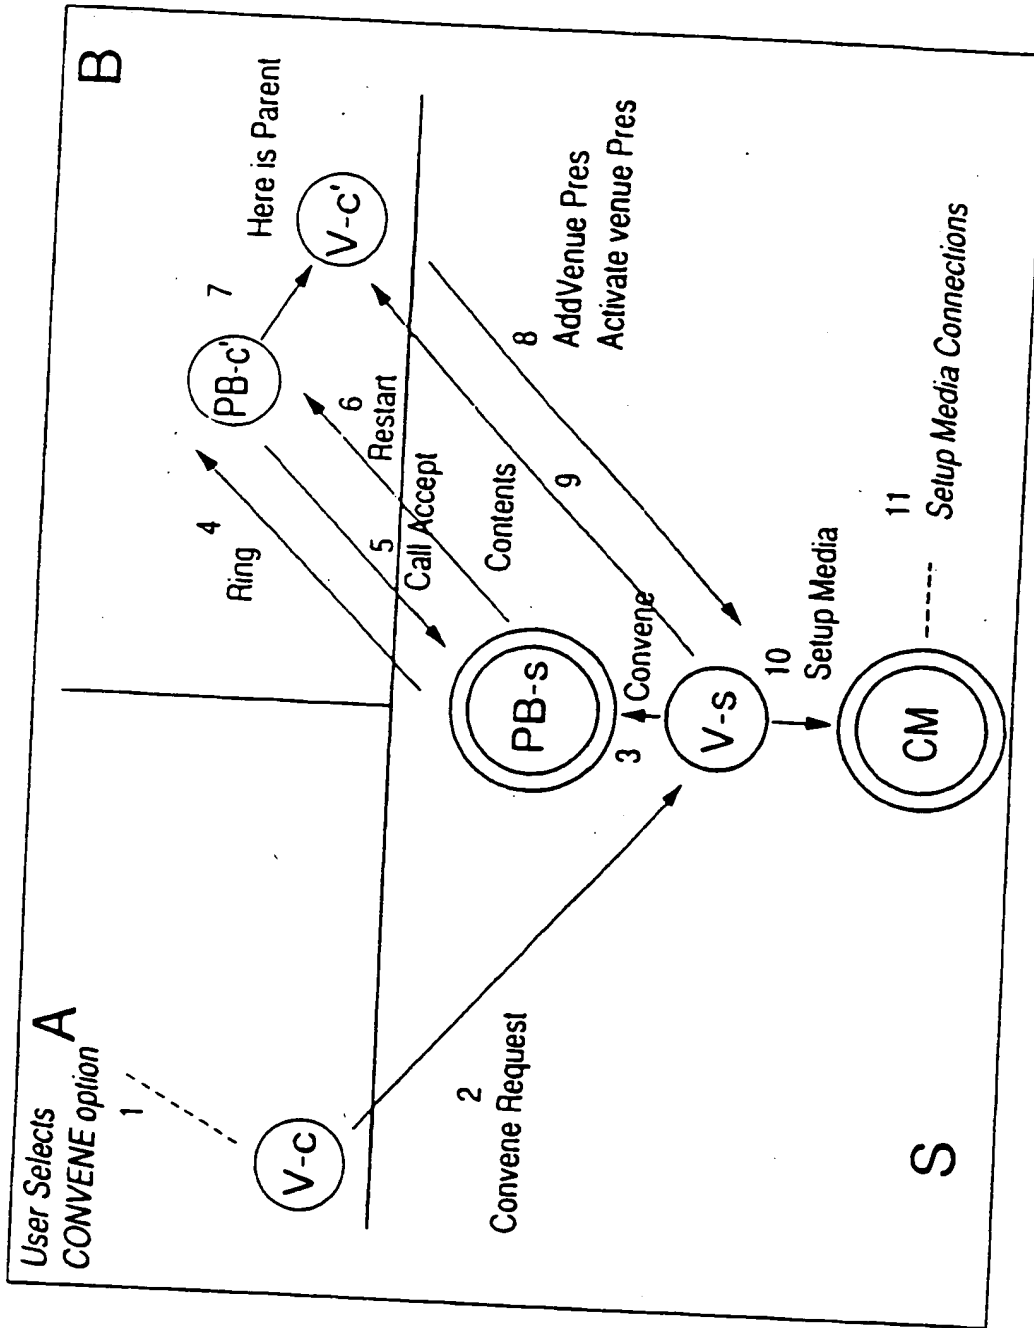 User Selects
CONVENE option
A
1
V-c
2
Convene Request
B
4
Ring
PB-c'
7
Here is Parent
V-c'
5
Call Accept
6
Restart
PB-s
Contents
9
8
AddVenue Pres
Activate venue Pres
3
Convene
V-s
10
Setup Media
CM
11
Setup Media Connections
S